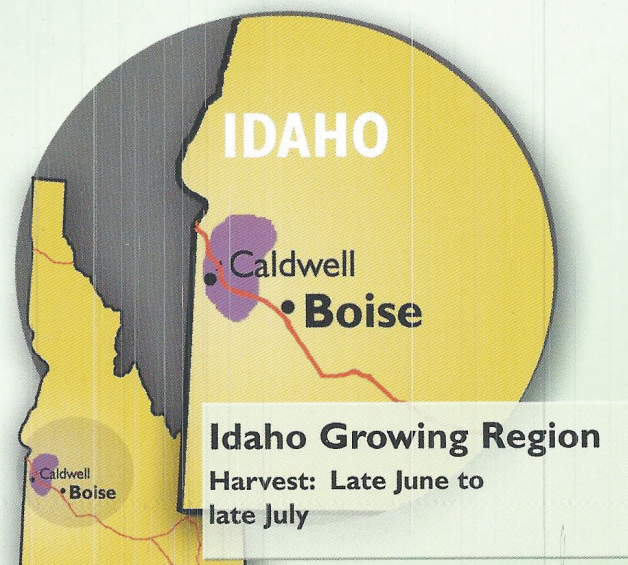 IDAHO
Caldwell
Boise
Idaho Growing Region
Harvest: Late June to
late July
Caldwell
Boise